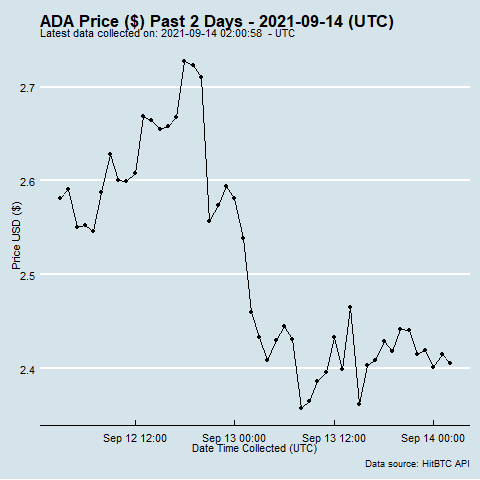 ADA Price ($) Past 2 Days - 2021-09-14 (UTC)
Latest data collected on: 2021-09-14 02:00:58 - UTC
2.7
2.6
2.5
2.4
Price USD ($)
Sep 12 12:00 Sep 13 00:00 Sep 13 12:00 Sep 14 00:00
Date Time Collected (UTC)
Data source: HitBTC API